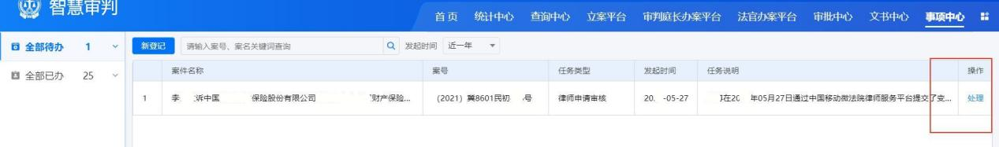 智慧审判
首页 统计中心 查询中心 立案平台 审判庭长办案平台 法官办案平台 审批中心 文书中心 事项中心
全部待办 1
新登记 请输入案号、案名关键词查询 发起时间 近一年
全部已办 25
案件名称 案号 任务类型 发起时间 任务说明 操作
1 李 诉中国 保险股份有限公司 财产保险... (2021) 冀8601民初 号 律师申请审核 20 -05-27 在20 年05月27日通过中国移动微法院律师服务平台提交了变... 处理